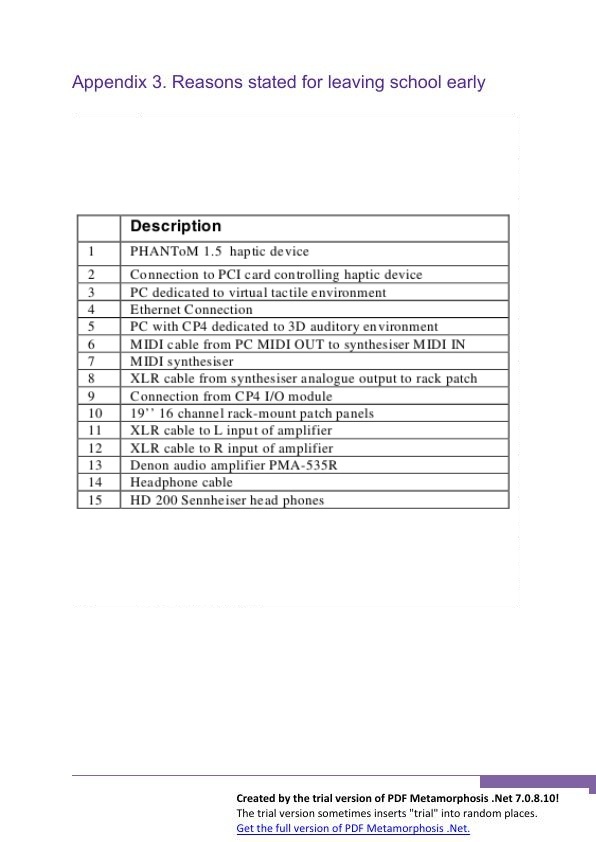 Appendix 3. Reasons stated for leaving school early
Description
1 PHANToM 1.5 haptic device
2 Connection to PCI card controlling haptic device
3 PC dedicated to virtual tactile environment
4 Ethernet Connection
5 PC with CP4 dedicated to 3D auditory environment
6 MIDI cable from PC MIDI OUT to synthesiser MIDI IN
7 MIDI synthesiser
8 XLR cable from synthesiser analogue output to rack patch
9 Connection from CP4 I/O module
10 19’’ 16 channel rack-mount patch panels
11 XLR cable to L input of amplifier
12 XLR cable to R input of amplifier
13 Denon audio amplifier PMA-535R
14 Headphone cable
15 HD 200 Sennheiser head phones
Created by the trial version of PDF Metamorphosis .Net 7.0.8.10!
The trial version sometimes inserts "trial" into random places.
Get the full version of PDF Metamorphosis .Net.